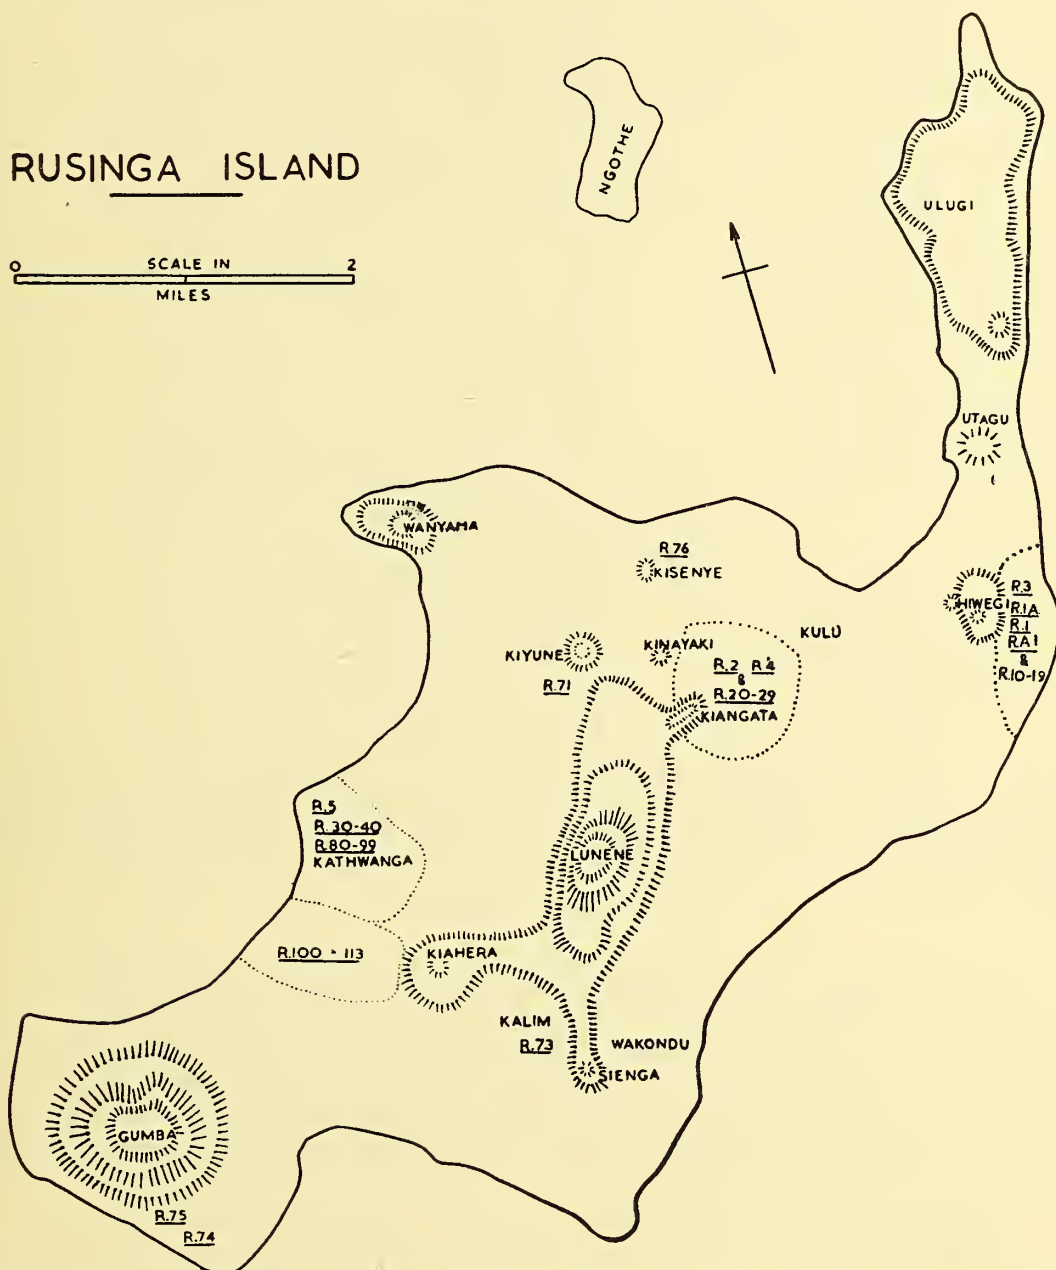 RUSINGA ISLAND
0 SCALE IN 2
MILES
NGOTHE
ULUGI
UTAGU
WANYAMA
R.76
KISENYE
HIWEGI
R.3
R.1A
R.1
RA1
&
R.10-19
KULU
KIYUNE
R.71
KINAYAKI
R.2 R.4
&
R.20-29
KIANGATA
R.5
R.30-40
R.80-99
KATHWANGA
LUNENE
R.100-113
KIAHERA
KALIM
R.73
WAKONDU
SIENGA
GUMBA
R.75
R.74